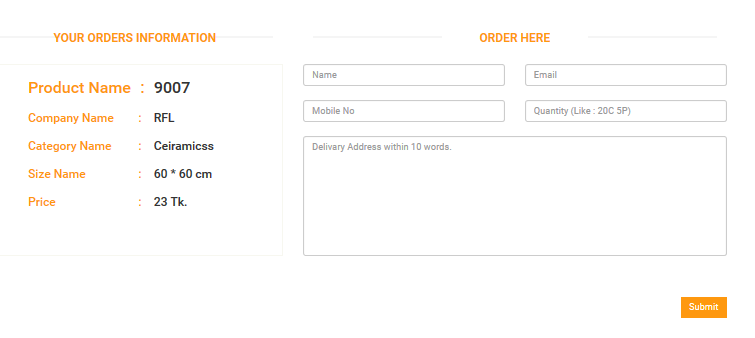 YOUR ORDERS INFORMATION
Product Name : 9007
Company Name : RFL
Category Name : Ceiramicss
Size Name : 60 * 60 cm
Price : 23 Tk.
ORDER HERE
Name
Email
Mobile No
Quantity (Like : 20C 5P)
Delivary Address within 10 words.
Submit